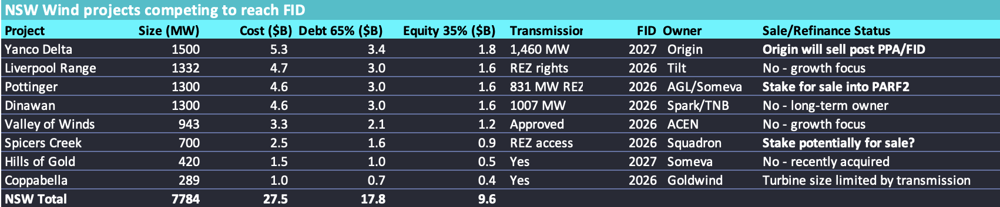 NSW Wind projects competing to reach FID
Project Size (MW) Cost ($B) Debt 65% ($B) Equity 35% ($B) Transmission FID Owner Sale/Refinance Status
Yanco Delta 1500 5.3 3.4 1.8 1,460 MW 2027 Origin Origin will sell post PPA/FID
Liverpool Range 1332 4.7 3.0 1.6 REZ rights 2026 Tilt No - growth focus
Pottinger 1300 4.6 3.0 1.6 831 MW REZ 2026 AGL/Someva Stake for sale into PARF2
Dinawan 1300 4.6 3.0 1.6 1007 MW 2026 Spark/TNB No - long-term owner
Valley of Winds 943 3.3 2.1 1.2 Approved 2026 ACEN No - growth focus
Spicers Creek 700 2.5 1.6 0.9 REZ access 2026 Squadron Stake potentially for sale?
Hills of Gold 420 1.5 1.0 0.5 Yes 2027 Someva No - recently acquired
Coppabella 289 1.0 0.7 0.4 Yes 2026 Goldwind Turbine size limited by transmission
NSW Total 7784 27.5 17.8 9.6